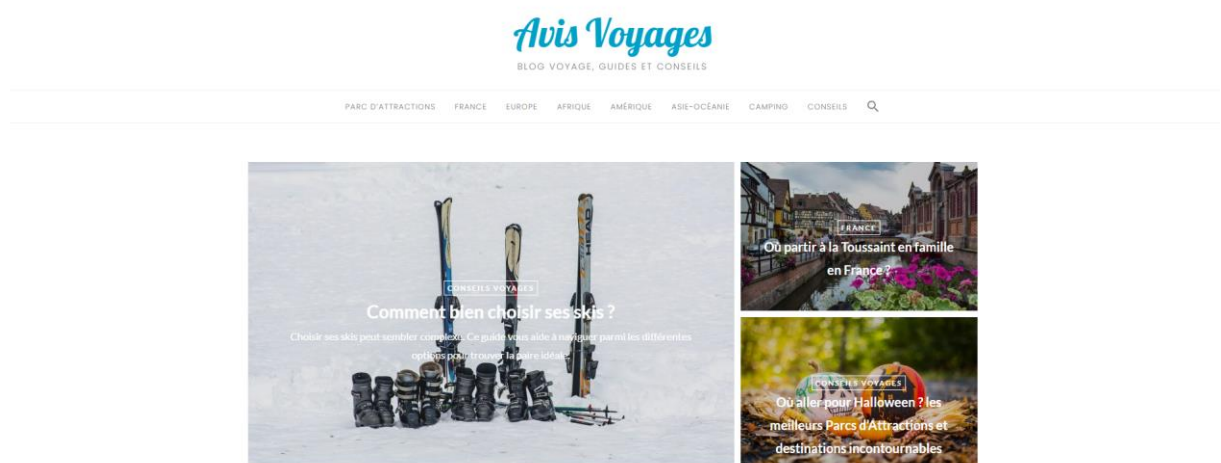 Avis Voyages
BLOG VOYAGE, GUIDES ET CONSEILS
PARC D'ATTRACTIONS FRANCE EUROPE AFRIQUE AMÉRIQUE ASIE-OCÉANIE CAMPING CONSEILS
CONSEILS VOYAGES
Comment bien choisir ses skis ?
Choisir ses skis peut sembler complexe. Ce guide vous aide à naviguer parmi les différentes
options pour trouver la paire idéale.
FRANCE
Où partir à la Toussaint en famille
en France ?
CONSEILS VOYAGES
Où aller pour Halloween ? les
meilleurs Parcs d'Attractions et
destinations incontournables
HEAD